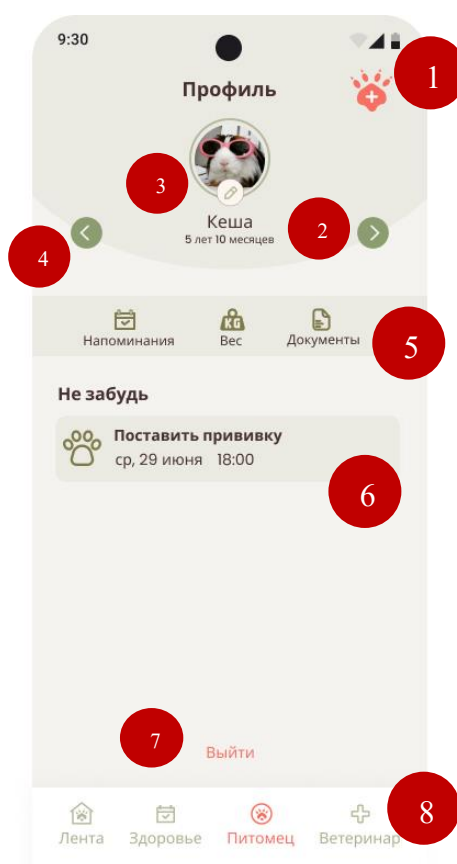 9:30
1
Профиль
3
Кеша
5 лет 10 месяцев
2
4
KG
Напоминания Вес Документы
5
Не забудь
Поставить прививку
ср, 29 июня 18:00
6
7
Выйти
8
Лента Здоровье Питомец Ветеринар